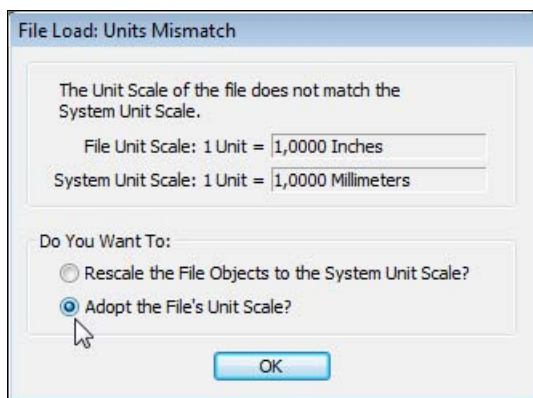 File Load: Units Mismatch
The Unit Scale of the file does not match the
System Unit Scale.
File Unit Scale: 1 Unit = 1,0000 Inches
System Unit Scale: 1 Unit = 1,0000 Millimeters
Do You Want To:
Rescale the File Objects to the System Unit Scale?
Adopt the File's Unit Scale?
OK